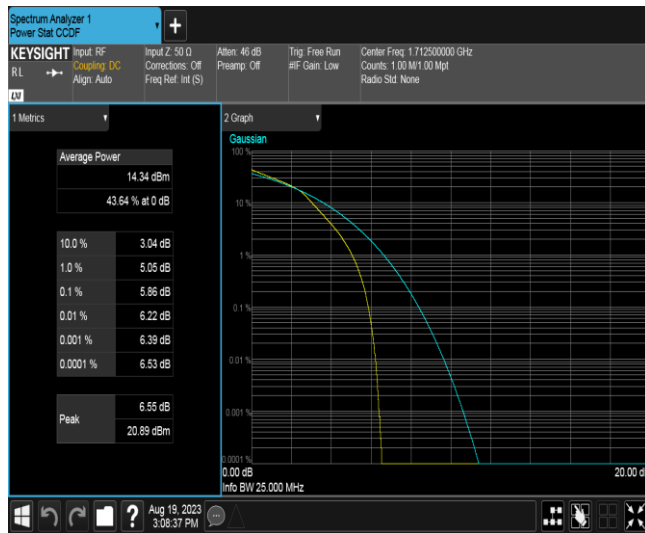 Spectrum Analyzer 1
Power Stat CCDF
+
KEYSIGHT
RL
LXI
Input: RF
Coupling: DC
Align: Auto
Input Z: 50 Ω
Corrections: Off
Freq Ref: Int (S)
Atten: 46 dB
Preamp: Off
Trig: Free Run
#IF Gain: Low
Center Freq: 1.712500000 GHz
Counts: 1.00 M/1.00 Mpt
Radio Std: None
1 Metrics
Average Power
14.34 dBm
43.64 % at 0 dB
10.0 % 3.04 dB
1.0 % 5.05 dB
0.1 % 5.86 dB
0.01 % 6.22 dB
0.001 % 6.39 dB
0.0001 % 6.53 dB
Peak
6.55 dB
20.89 dBm
2 Graph
Gaussian
100 %
10 %
1 %
0.1 %
0.01 %
0.001 %
0.0001 %
0.00 dB
20.00 d
Info BW 25.000 MHz
?
Aug 19, 2023
3:08:37 PM